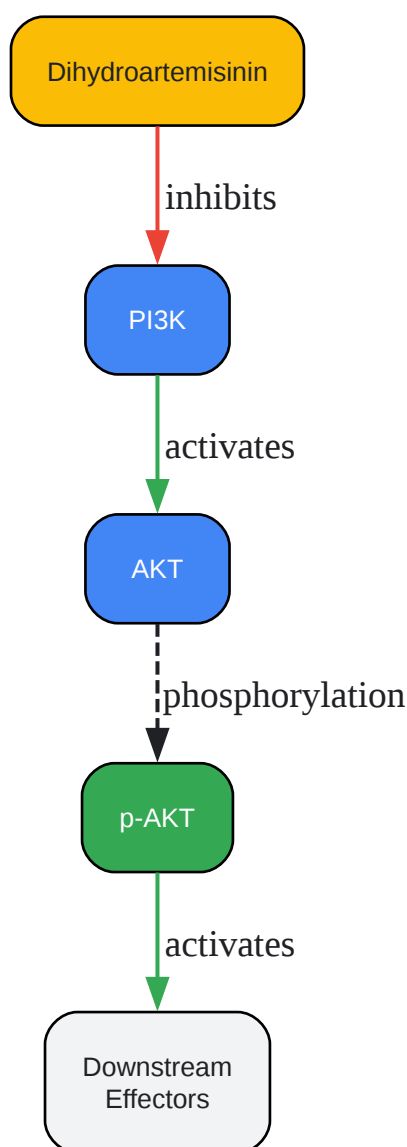 Dihydroartemisinin
inhibits
PI3K
activates
AKT
phosphorylation
p-AKT
activates
Downstream
Effectors